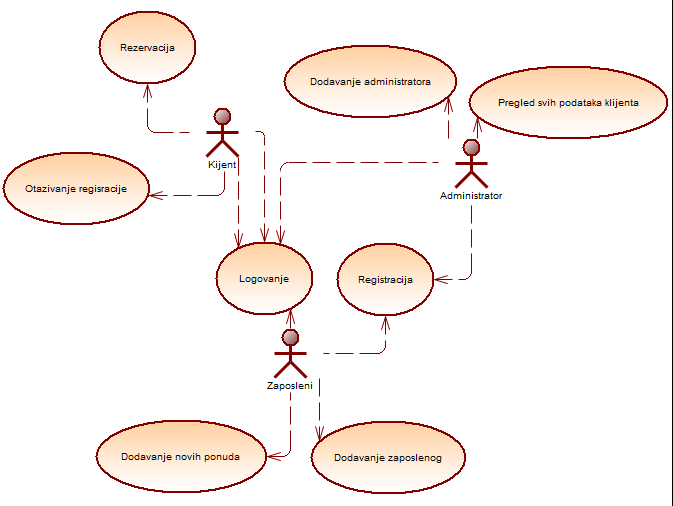 Rezervacija
Dodavanje administratora
Pregled svih podataka klijenta
Kijent
Otazivanje regisracije
Administrator
Logovanje
Registracija
Zaposleni
Dodavanje novih ponuda
Dodavanje zaposlenog